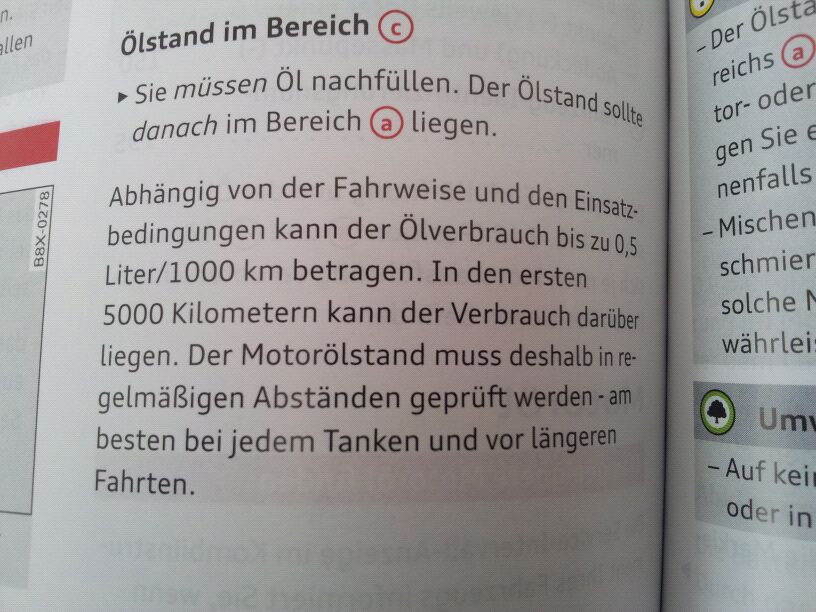 n.
llen
B8X-0278
Ölstand im Bereich c
▸ Sie müssen Öl nachfüllen. Der Ölstand sollte
danach im Bereich a liegen.
Abhängig von der Fahrweise und den Einsatz-
bedingungen kann der Ölverbrauch bis zu 0,5
Liter/1000 km betragen. In den ersten
5000 Kilometern kann der Verbrauch darüber
liegen. Der Motorölstand muss deshalb in re-
gelmäßigen Abständen geprüft werden - am
besten bei jedem Tanken und vor längeren
Fahrten.
– Der Ölsta
reichs a
tor- oder
gen Sie e
nenfalls
– Mischen
schmier
solche
währleis
Umv
– Auf kei
oder in